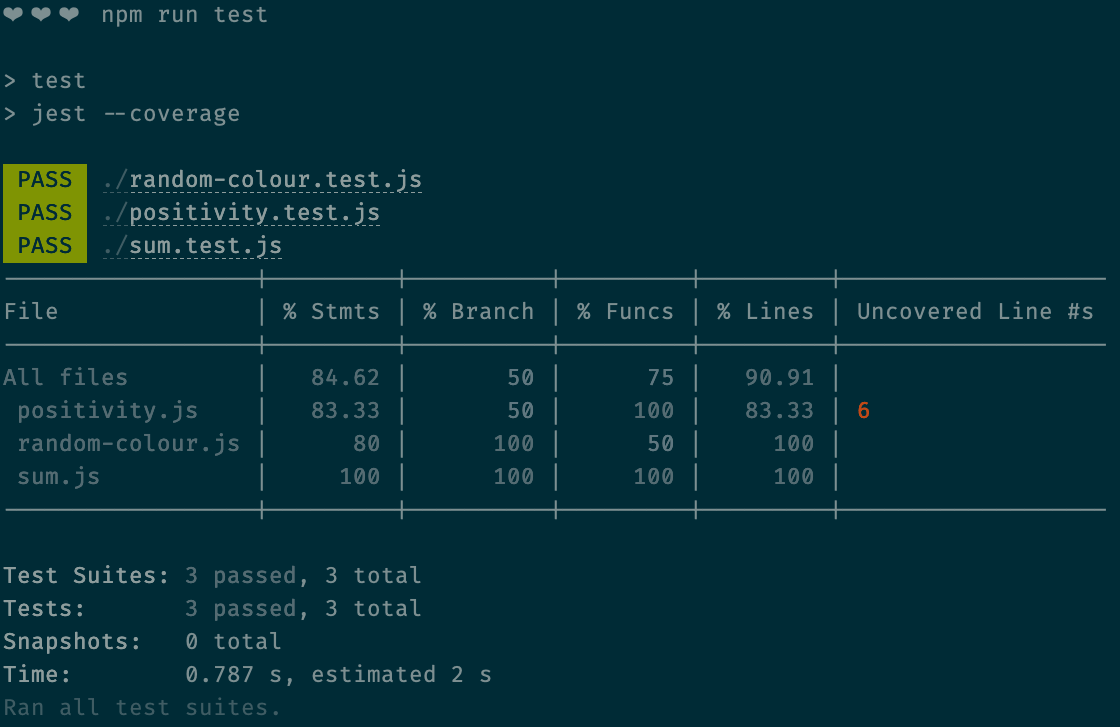 ❤❤❤ npm run test
> test
> jest --coverage
PASS ./random-colour.test.js
PASS ./positivity.test.js
PASS ./sum.test.js
File | % Stmts | % Branch | % Funcs | % Lines | Uncovered Line #s
All files | 84.62 | 50 | 75 | 90.91 |
positivity.js | 83.33 | 50 | 100 | 83.33 | 6
random-colour.js | 80 | 100 | 50 | 100 |
sum.js | 100 | 100 | 100 | 100 |
Test Suites: 3 passed, 3 total
Tests: 3 passed, 3 total
Snapshots: 0 total
Time: 0.787 s, estimated 2 s
Ran all test suites.